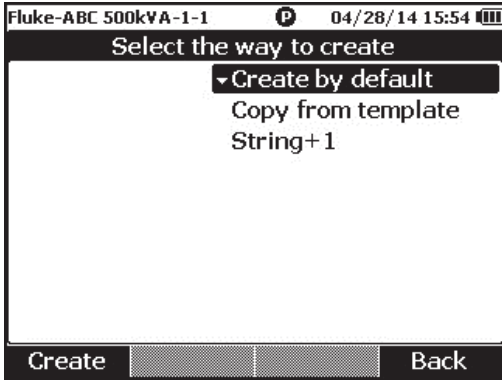 Fluke-ABC 500kVA-1-1 P 04/28/14 15:54
Select the way to create
Create by default
Copy from template
String+1
Create Back